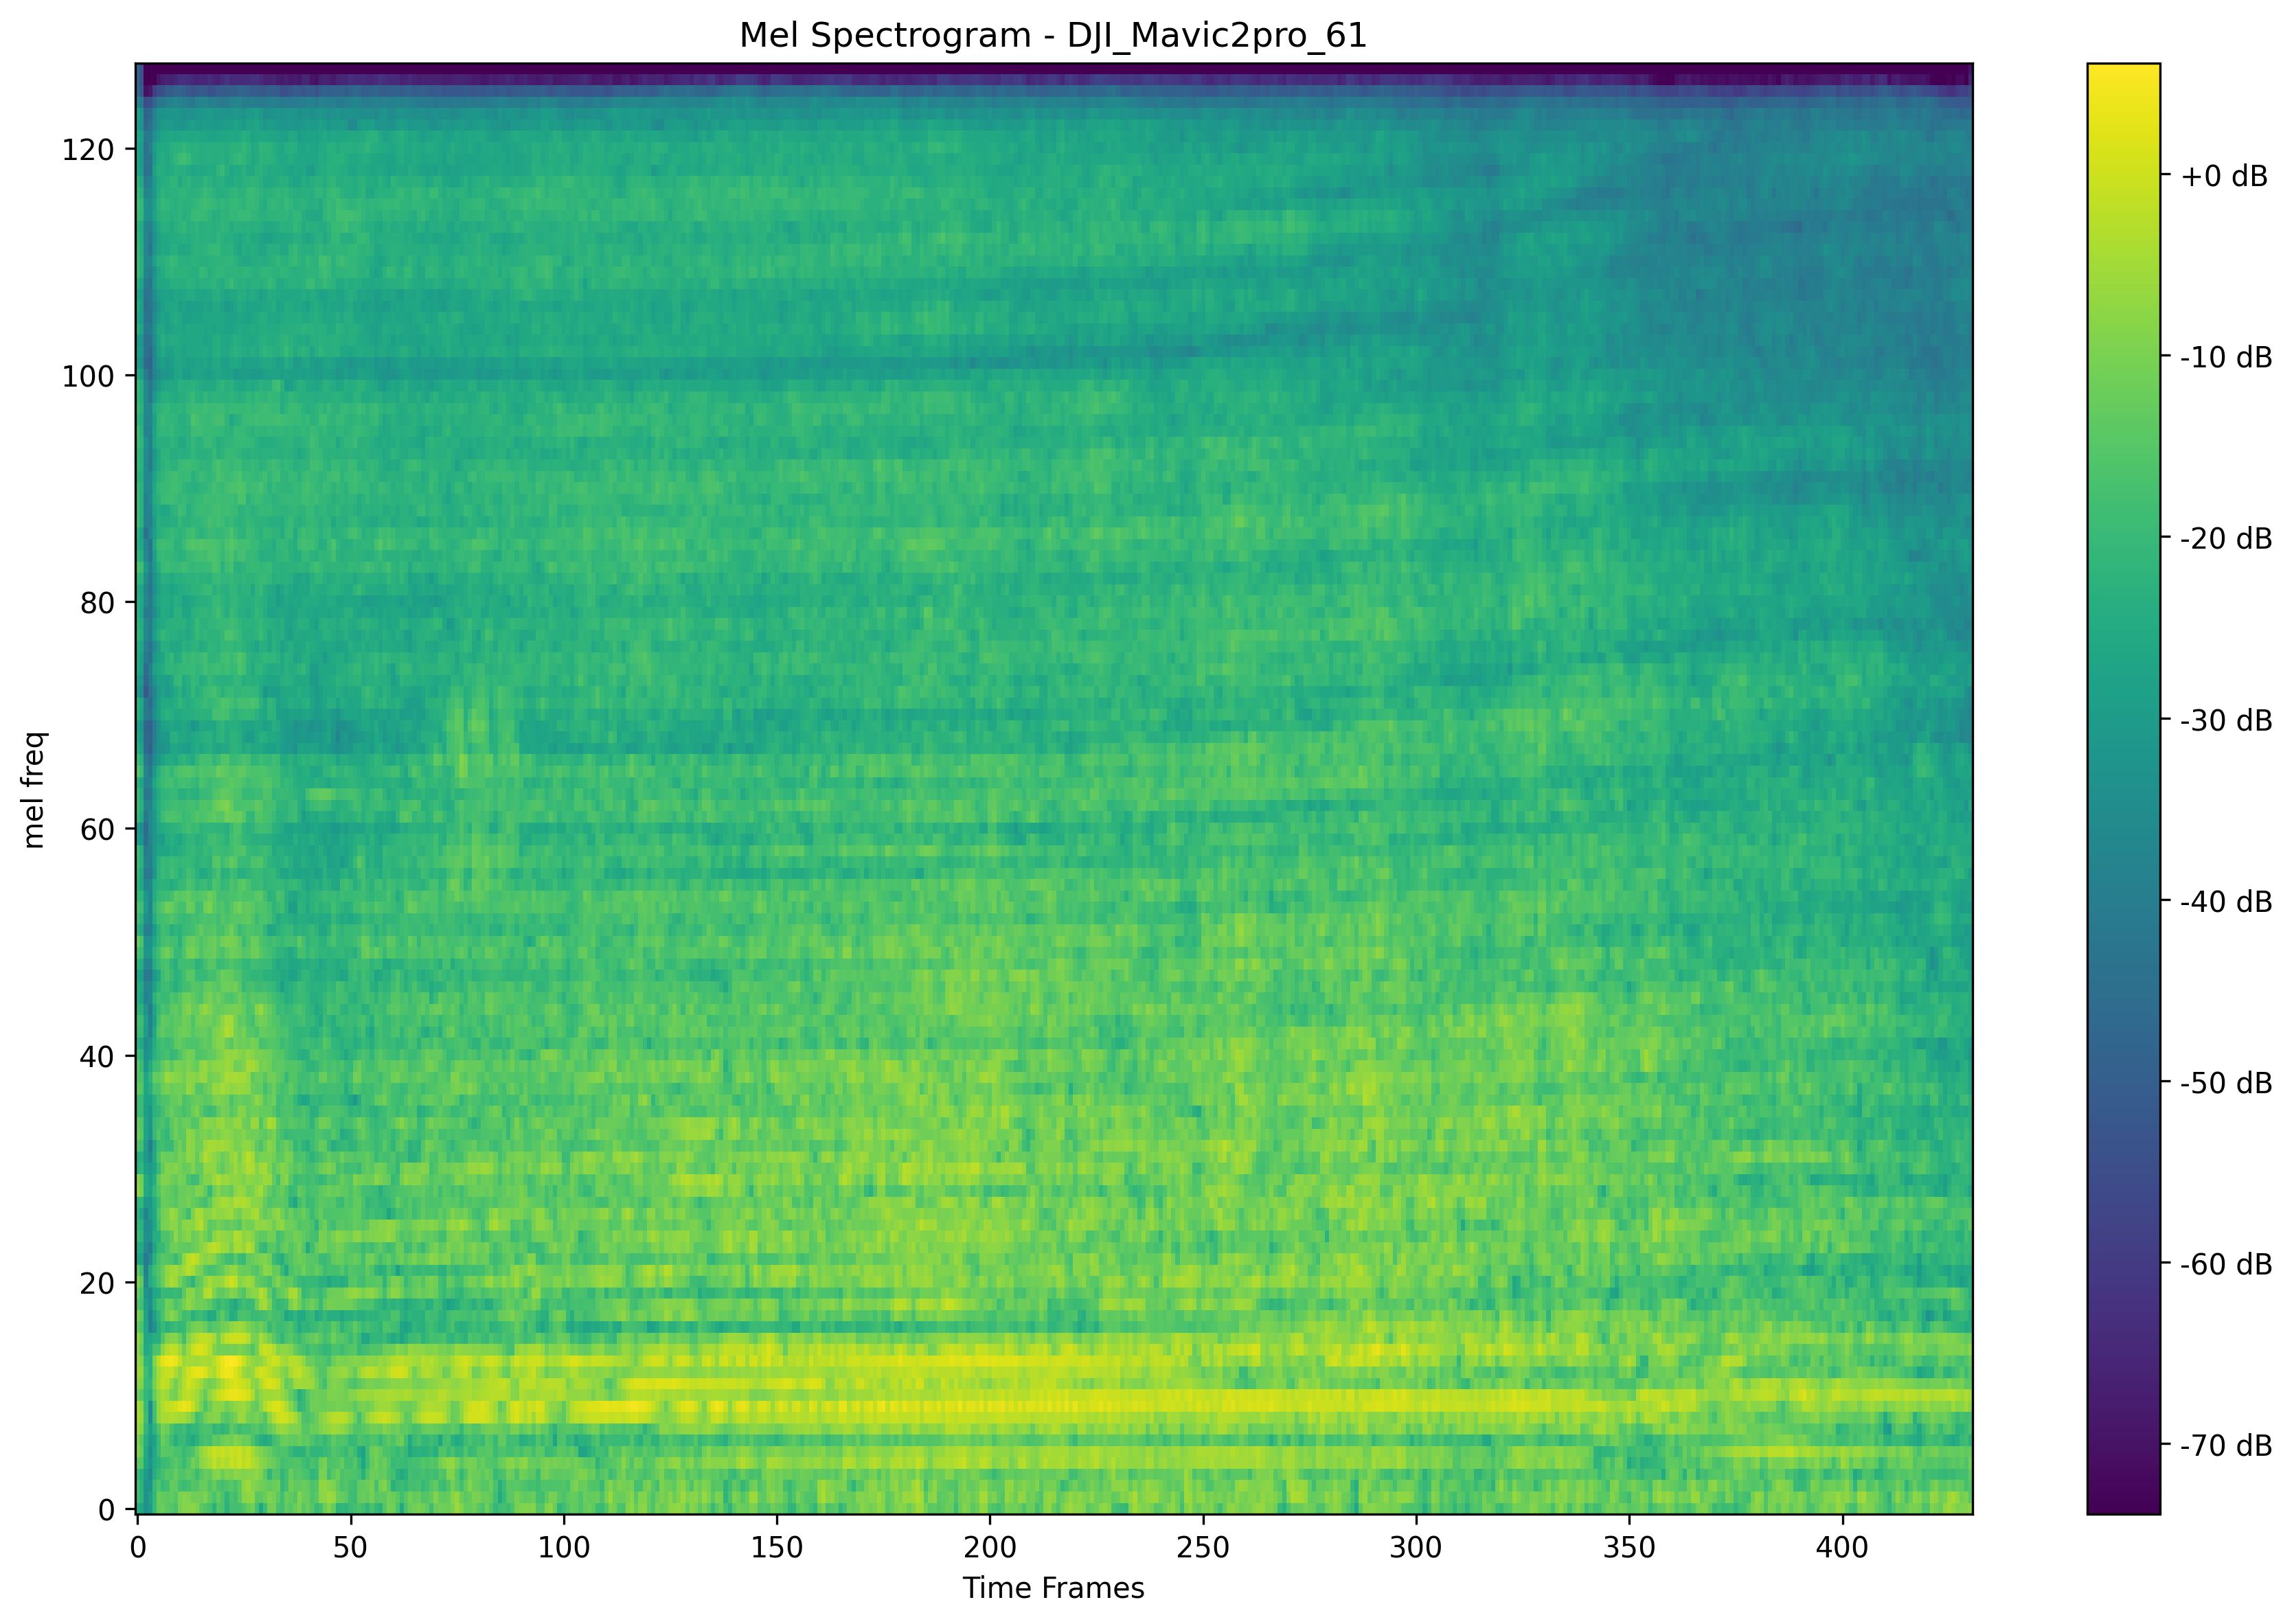 Mel Spectrogram - DJI_Mavic2pro_61
120
100
80
60
40
20
0
mel freq
0 50 100 150 200 250 300 350 400
Time Frames
+0 dB
-10 dB
-20 dB
-30 dB
-40 dB
-50 dB
-60 dB
-70 dB